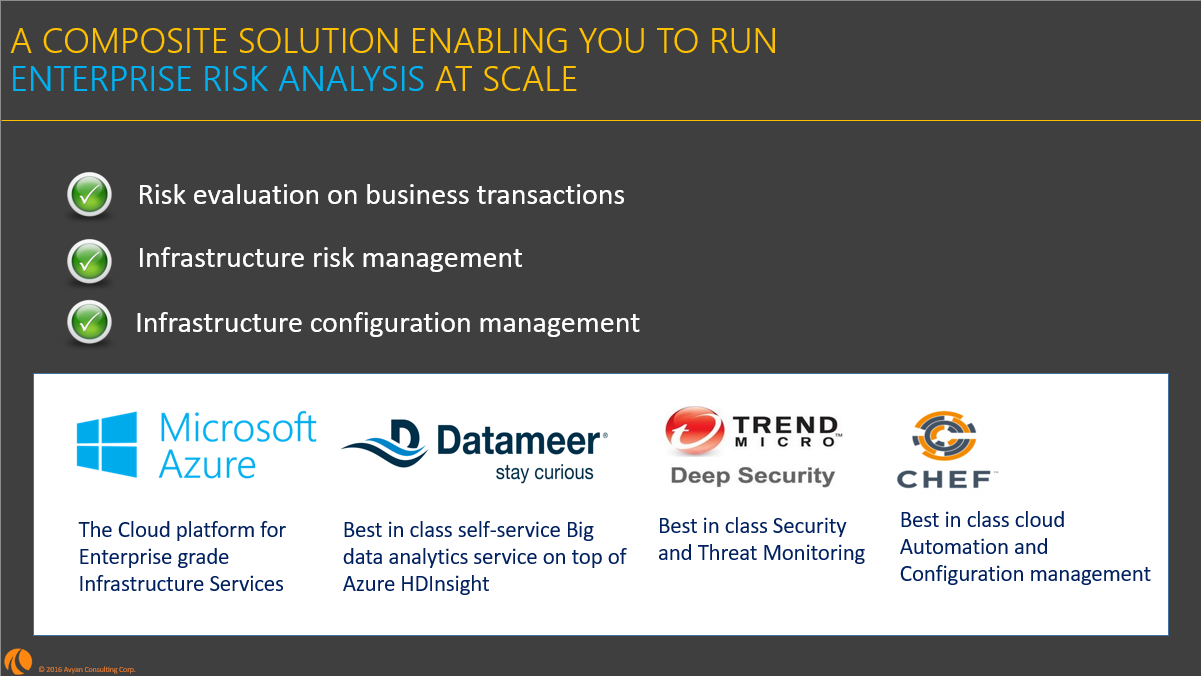 A COMPOSITE SOLUTION ENABLING YOU TO RUN
ENTERPRISE RISK ANALYSIS AT SCALE
Risk evaluation on business transactions
Infrastructure risk management
Infrastructure configuration management
Microsoft
Azure
The Cloud platform for
Enterprise grade
Infrastructure Services
Datameer®
stay curious
Best in class self-service Big
data analytics service on top of
Azure HDInsight
TREND
MICRO™
Deep Security
Best in class Security
and Threat Monitoring
CHEF™
Best in class cloud
Automation and
Configuration management
© 2016 Avyan Consulting Corp.